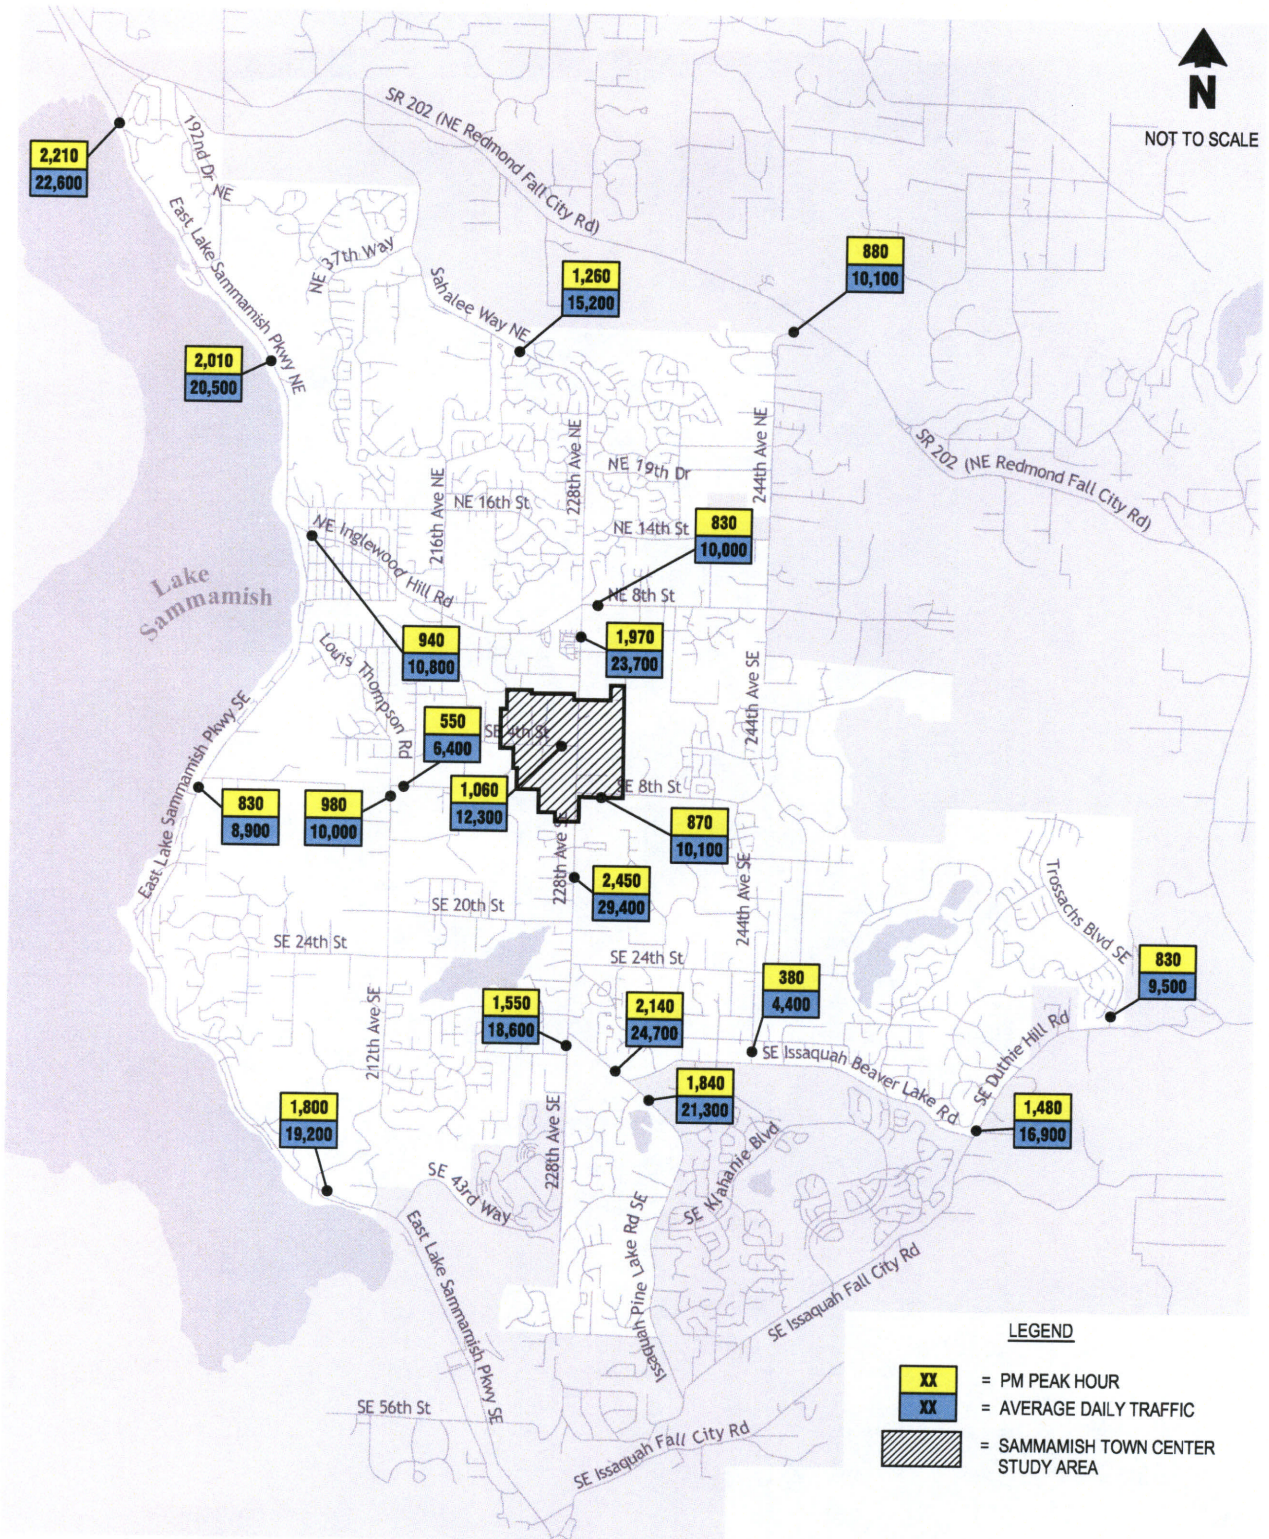 N
NOT TO SCALE
SR 202 (NE Redmond Fall City Rd)
192nd Dr NE
2,210
22,600
East Lake Sammamish Pkwy NE
NE 37th Way
Sahalee Way NE
1,260
15,200
880
10,100
2,010
20,500
216th Ave NE
228th Ave NE
244th Ave NE
NE 19th Dr
NE 16th St
SR 202 (NE Redmond Fall City Rd)
NE Inglewood Hill Rd
NE 14th St
830
10,000
Lake
Sammamish
NE 8th St
940
10,800
1,970
23,700
Louis Thompson Rd
244th Ave SE
East Lake Sammamish Pkwy SE
550
6,400
SE 4th St
830
8,900
980
10,000
1,060
12,300
SE 8th St
870
10,100
228th Ave S
2,450
29,400
244th Ave SE
Trossachs Blvd SE
SE 20th St
SE 24th St
SE 24th St
380
4,400
830
9,500
1,550
18,600
2,140
24,700
212th Ave SE
SE Issaquah Beaver Lake Rd
SE Duthie Hill Rd
1,800
19,200
1,840
21,300
1,480
16,900
228th Ave SE
SE Klahanie Blvd
SE 43rd Way
Issaquah Pine Lake Rd SE
East Lake Sammamish Pkwy SE
SE Issaquah Fall City Rd
SE 56th St
SE Issaquah Fall City Rd
LEGEND
XX = PM PEAK HOUR
XX = AVERAGE DAILY TRAFFIC
= SAMMAMISH TOWN CENTER
STUDY AREA